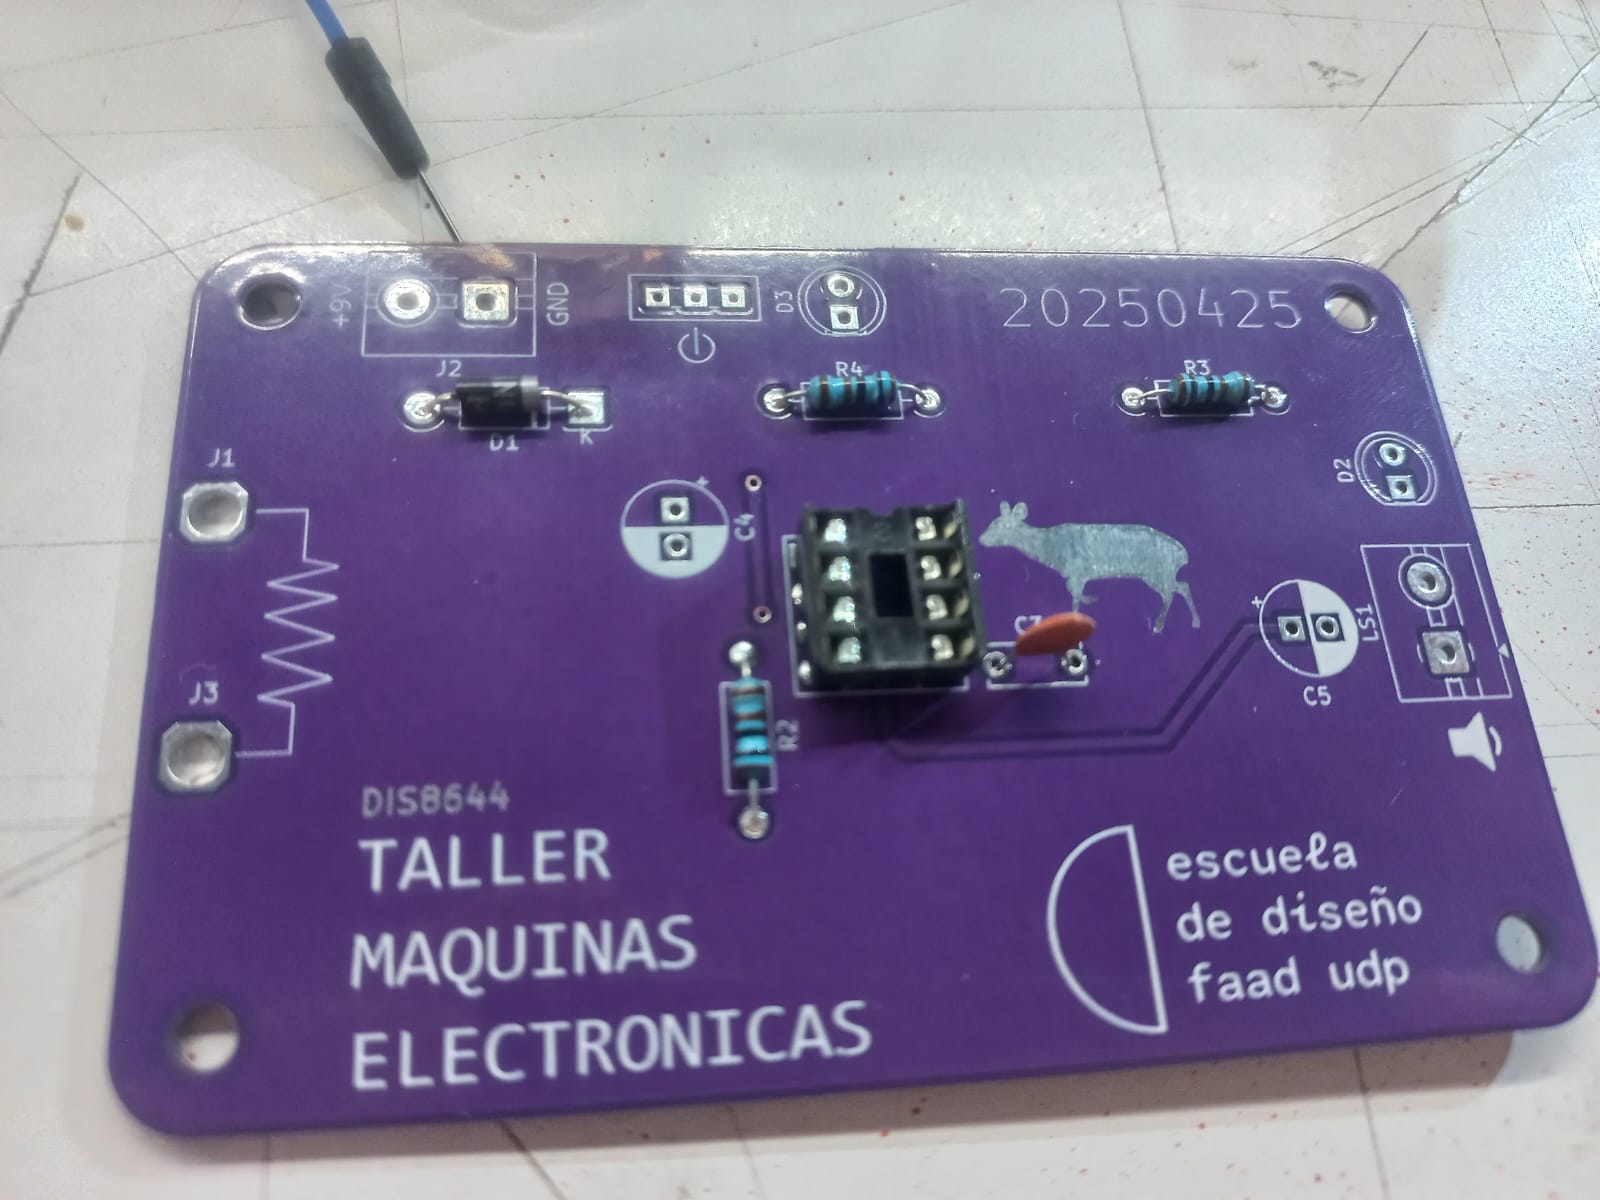 +9V
GND
J2
D3
20250425
R4
R3
D1
K
J1
D2
+
C4
J3
R2
C3
+
C5
LS1
DIS8644
TALLER
MAQUINAS
ELECTRONICAS
escuela
de diseño
faad udp